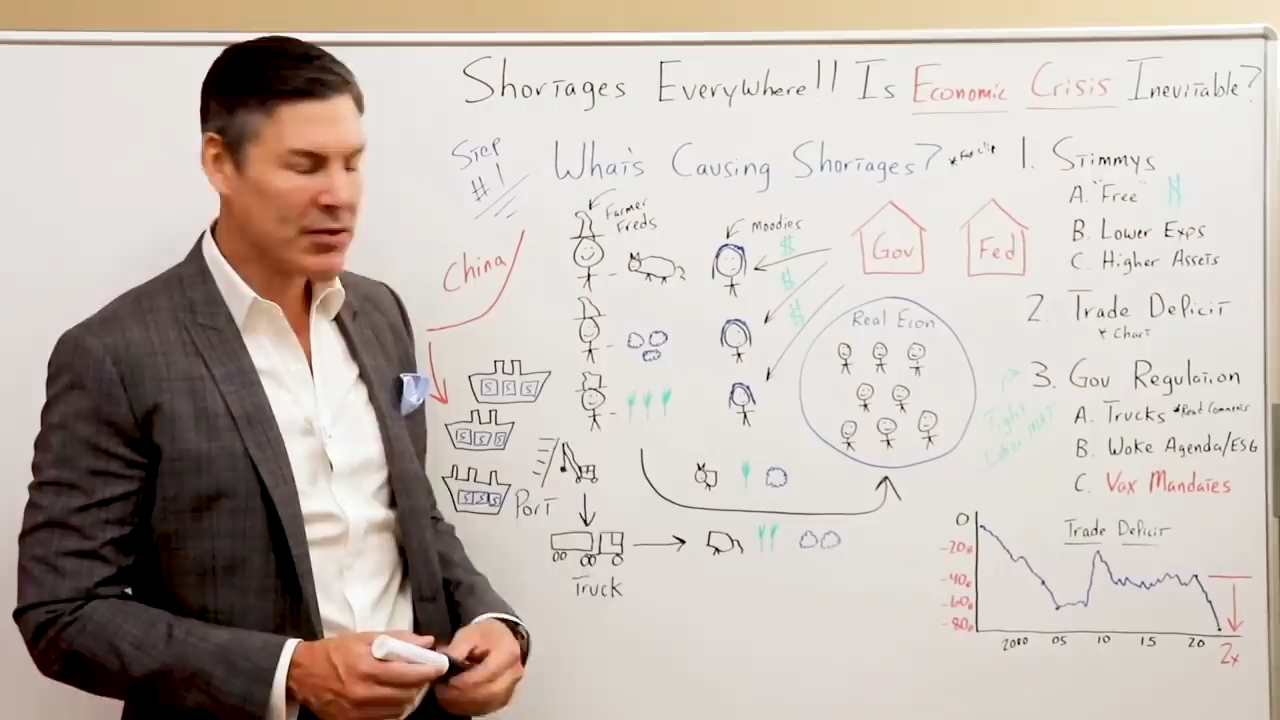 Shortages Everywhere!! Is Economic Crisis Inevitable?
Step
#1
What's Causing Shortages?
China
Farmer
Freds
Moodies
$
$
$
Gov
Fed
Real Econ
S S S
S S S
S S S
Port
Truck
1. Stimmys
A. "Free" $
B. Lower Exps
C. Higher Assets
2. Trade Deficit
* Chart
3. Gov Regulation
Tight
Labor Mkt
A. Trucks *Read Comments
B. Woke Agenda/ESG
C. Vax Mandates
Trade Deficit
0
-20
-40
-60
-80
2000 05 10 15 20
2x